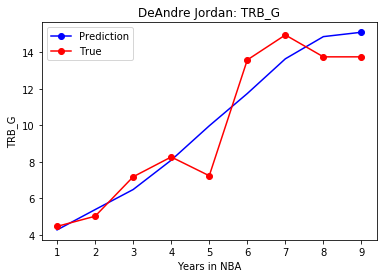 DeAndre Jordan: TRB_G
Prediction
True
TRB_G
14
12
10
8
6
4
1 2 3 4 5 6 7 8 9
Years in NBA